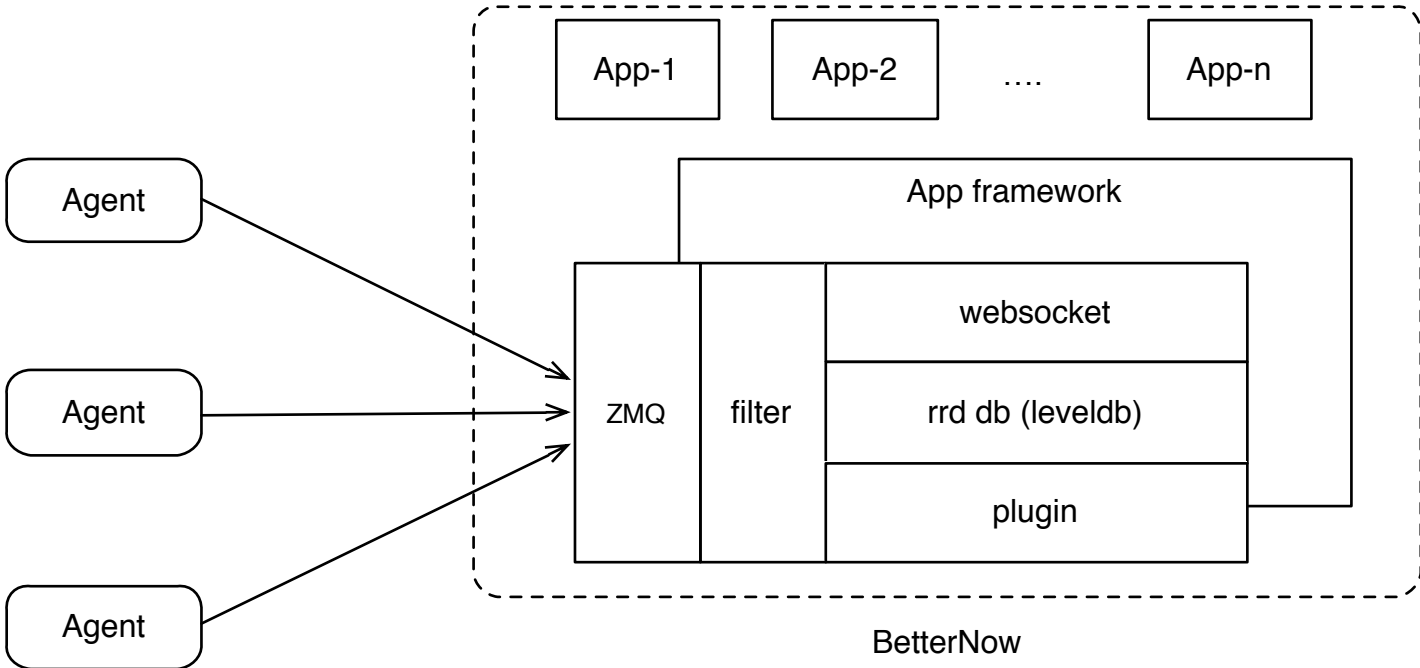 App-1
App-2
....
App-n
Agent
App framework
websocket
Agent
ZMQ
filter
rrd db (leveldb)
plugin
Agent
BetterNow